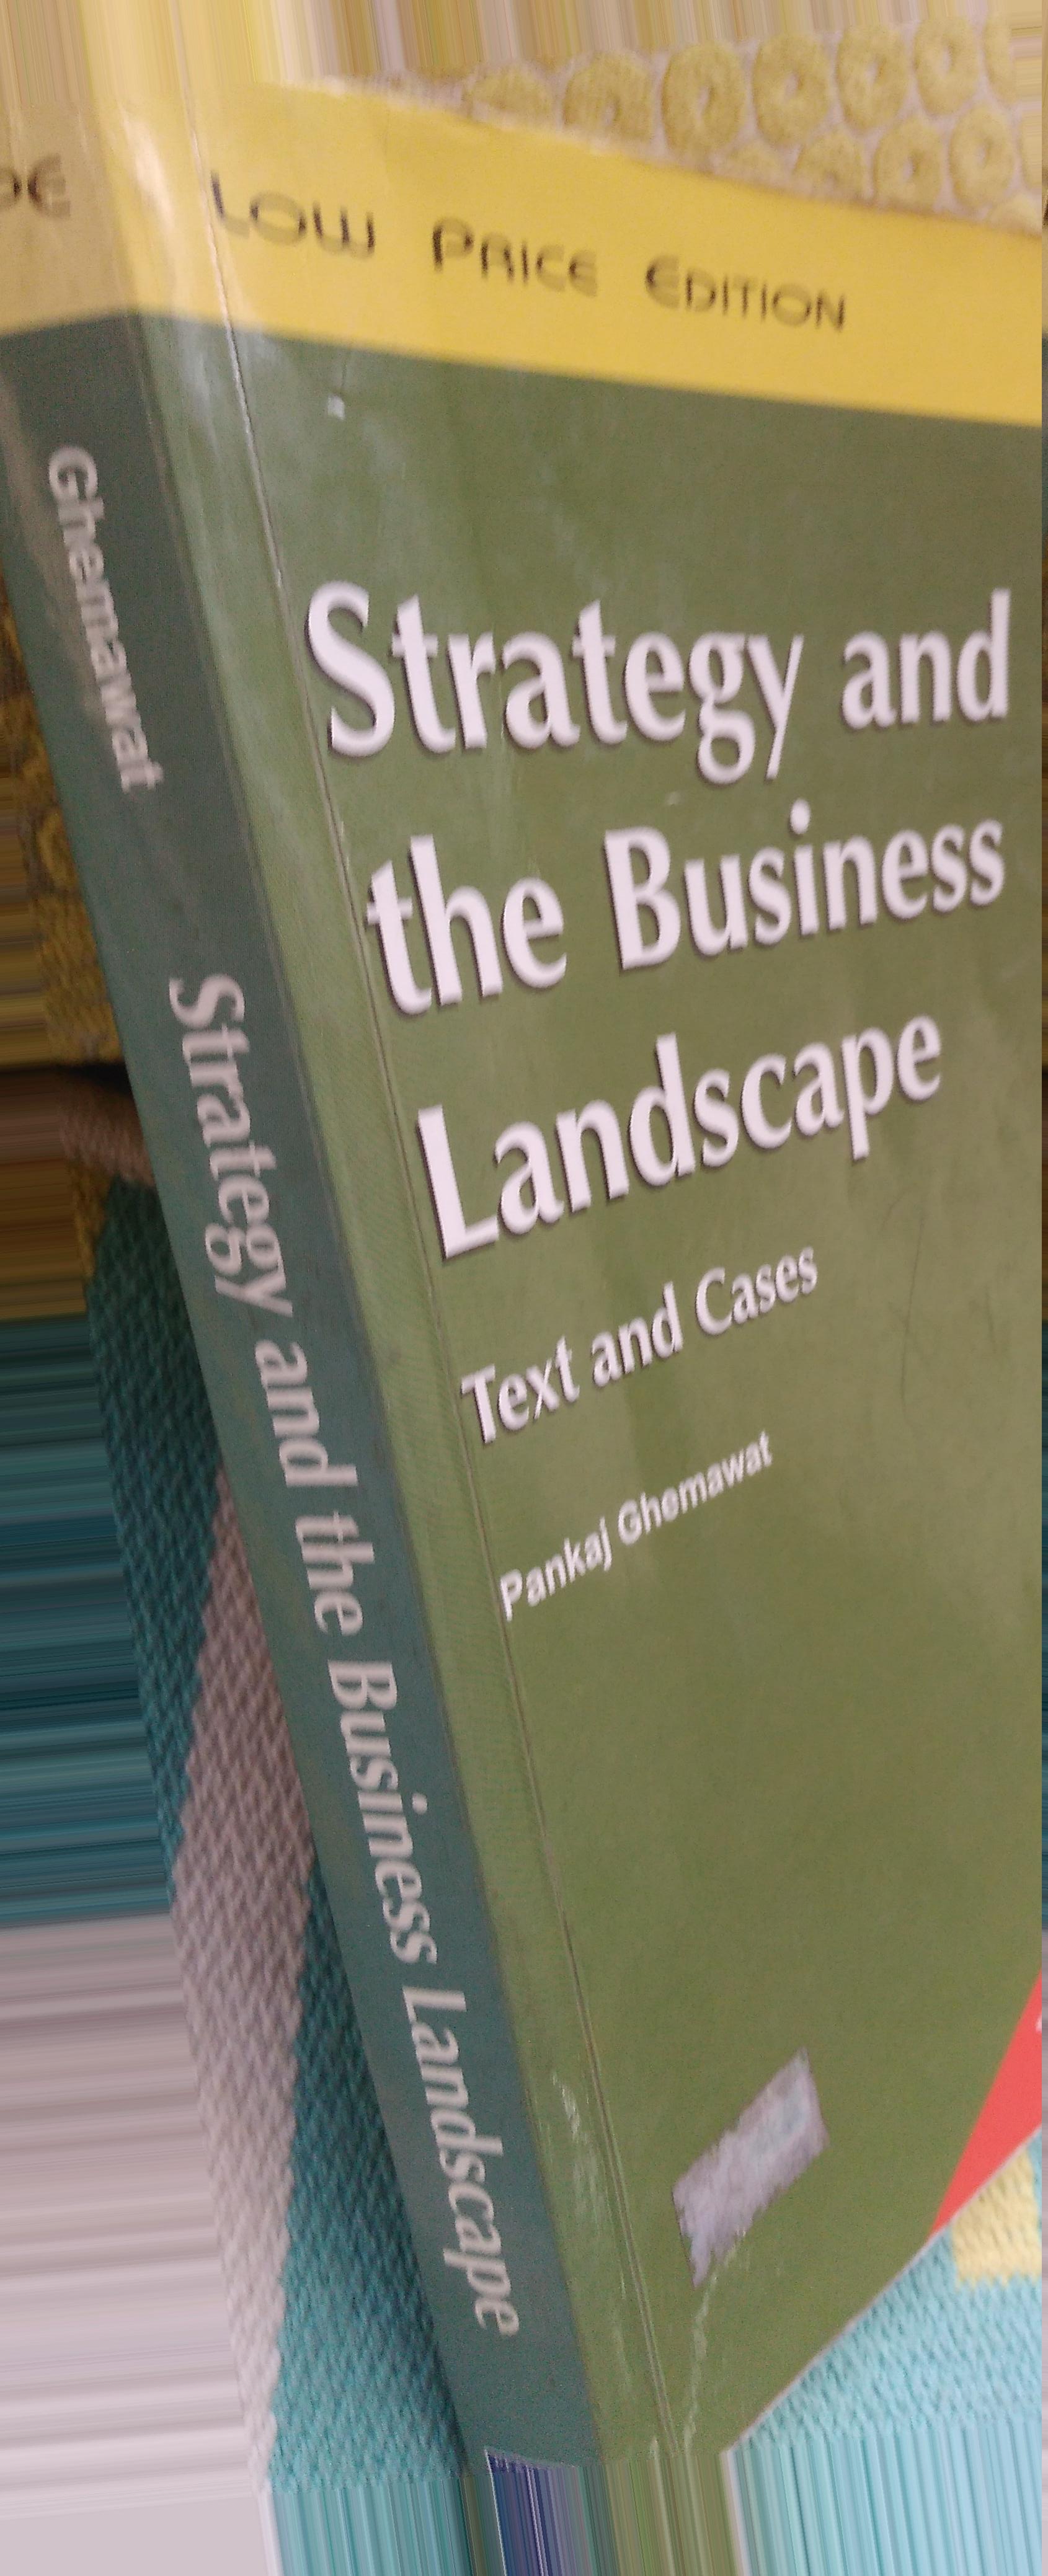 LOW PRICE EDITION
Strategy and
the Business
Landscape
Text and Cases
Pankaj Ghemawat
Ghemawat
Strategy and the Business Landscape